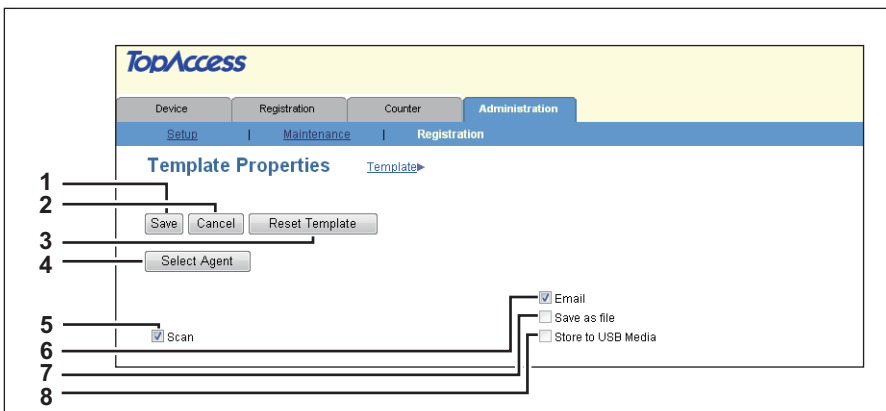 TopAccess
Device Registration Counter Administration
Setup | Maintenance | Registration
Template Properties Template▶
1
2
Save Cancel Reset Template
3
4 Select Agent
Email
5
Save as file
Scan
6
Store to USB Media
7
8